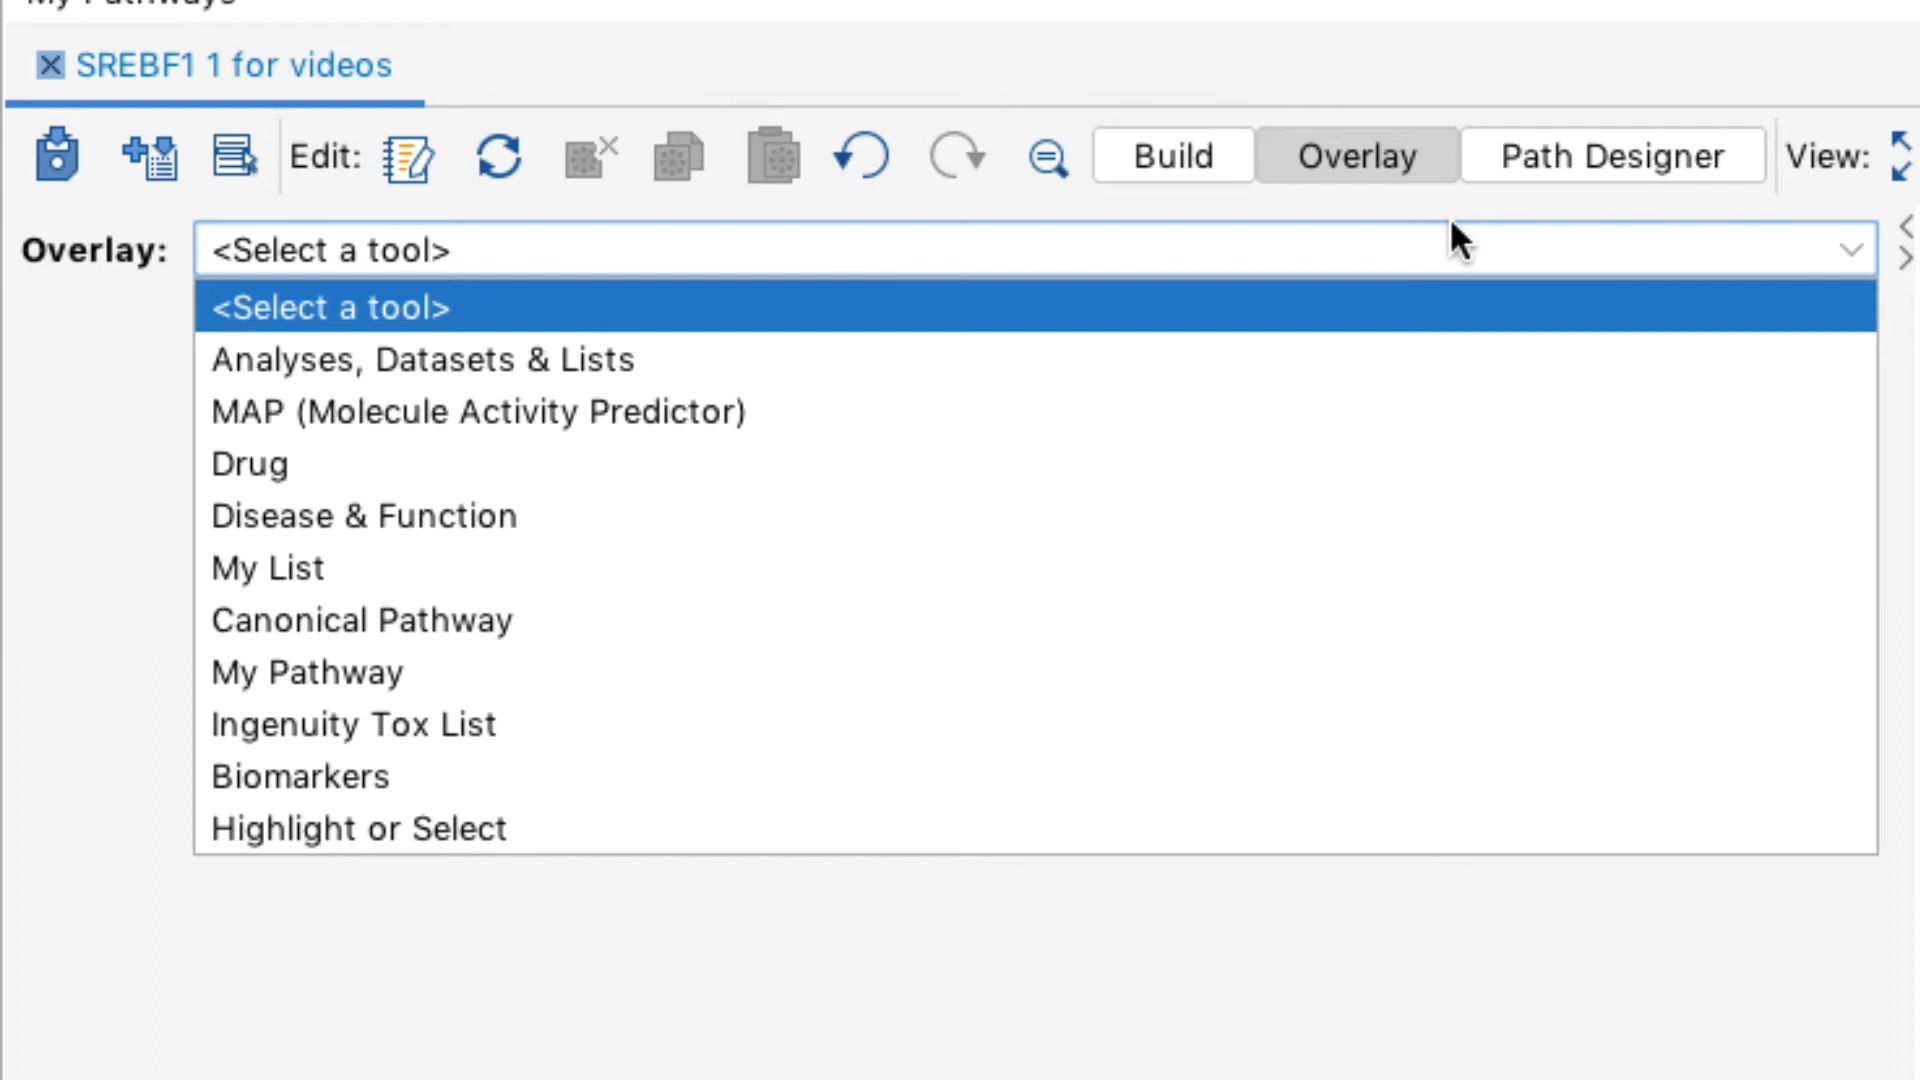 My Pathways
SREBF1 1 for videos
Edit:
Build
Overlay
Path Designer
View:
Overlay:
<Select a tool>
<Select a tool>
Analyses, Datasets & Lists
MAP (Molecule Activity Predictor)
Drug
Disease & Function
My List
Canonical Pathway
My Pathway
Ingenuity Tox List
Biomarkers
Highlight or Select